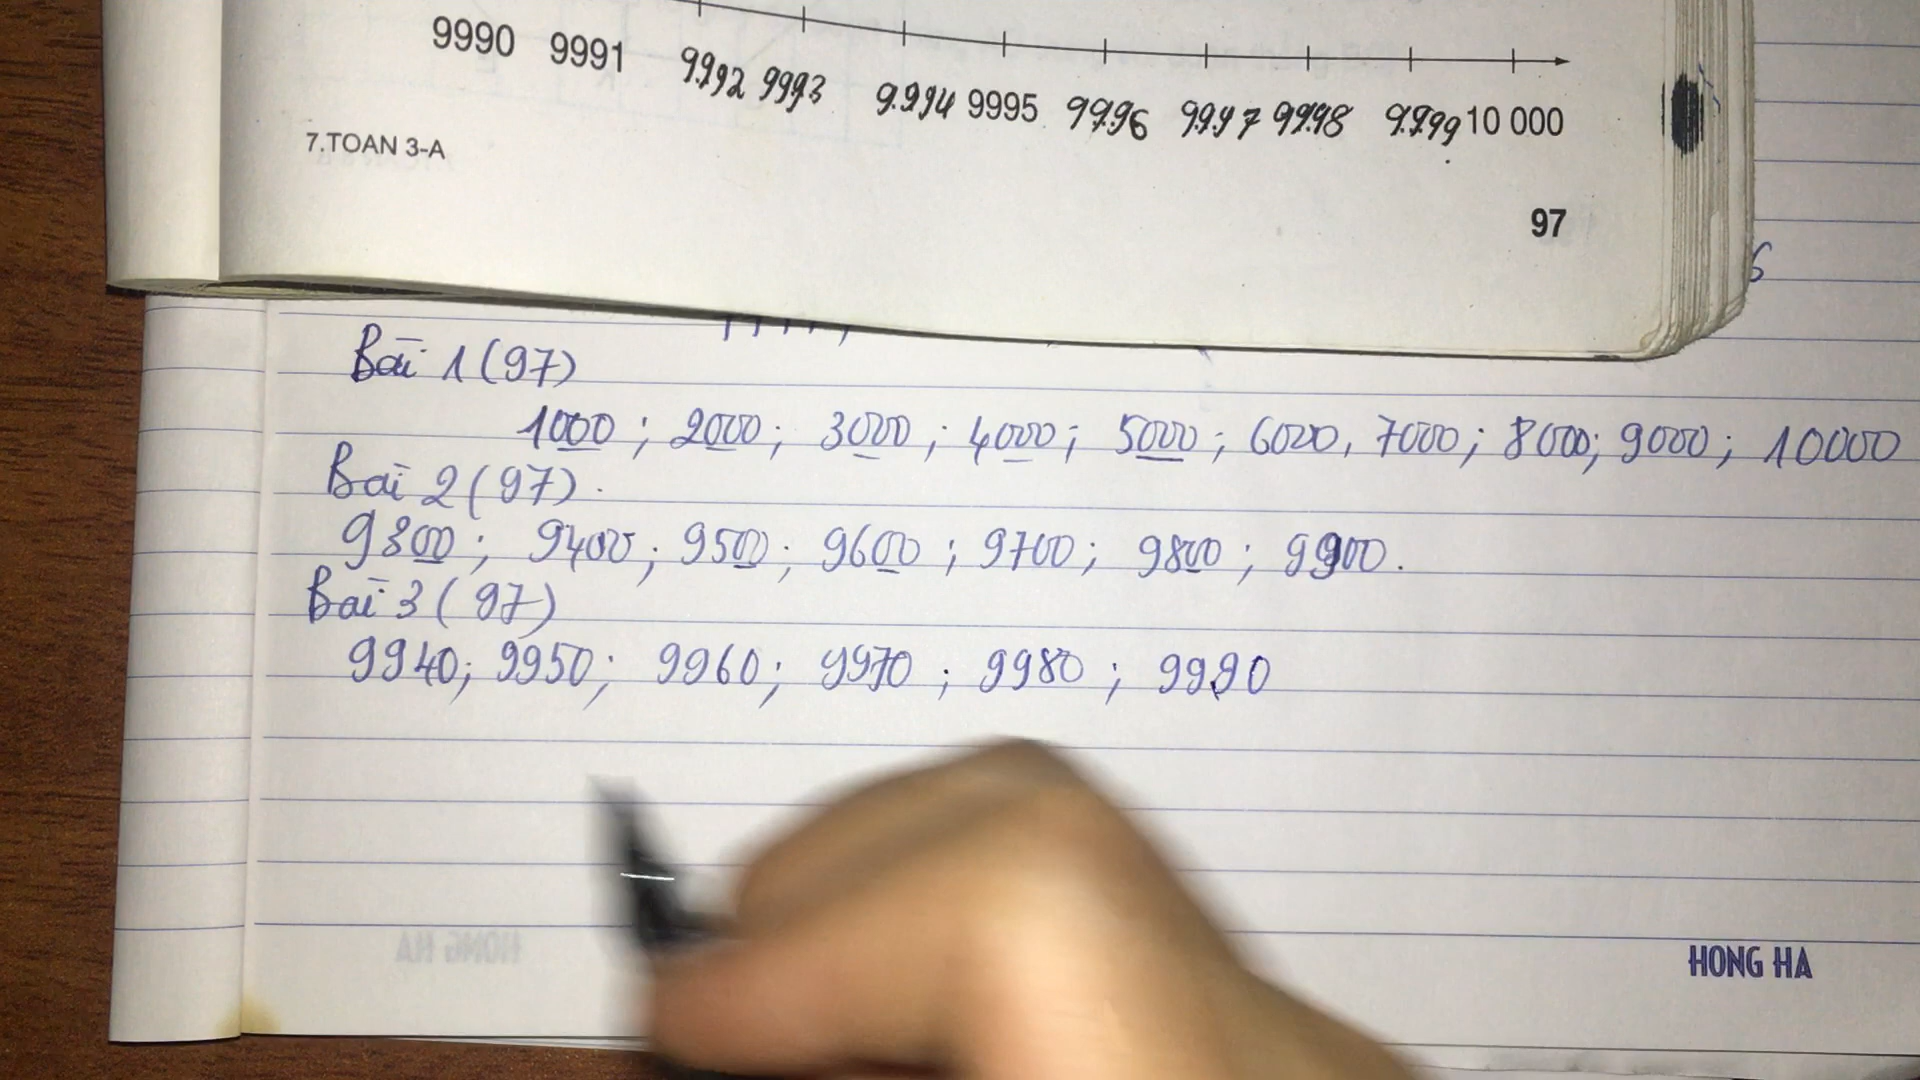 9990 9991 9992 9993 9994 9995 9996 9997 9998 9999 10 000
7.TOAN 3-A
97
Bài 1 (97)
1000 ; 2000 ; 3000 ; 4000 ; 5000 ; 6000, 7000 ; 8000 ; 9000 ; 10000
Bài 2 (97).
9300 ; 9400 ; 9500 ; 9600 ; 9700 ; 9800 ; 9900.
Bài 3 (97)
9940 ; 9950 ; 9960 ; 9970 ; 9980 ; 9990
HONG HA